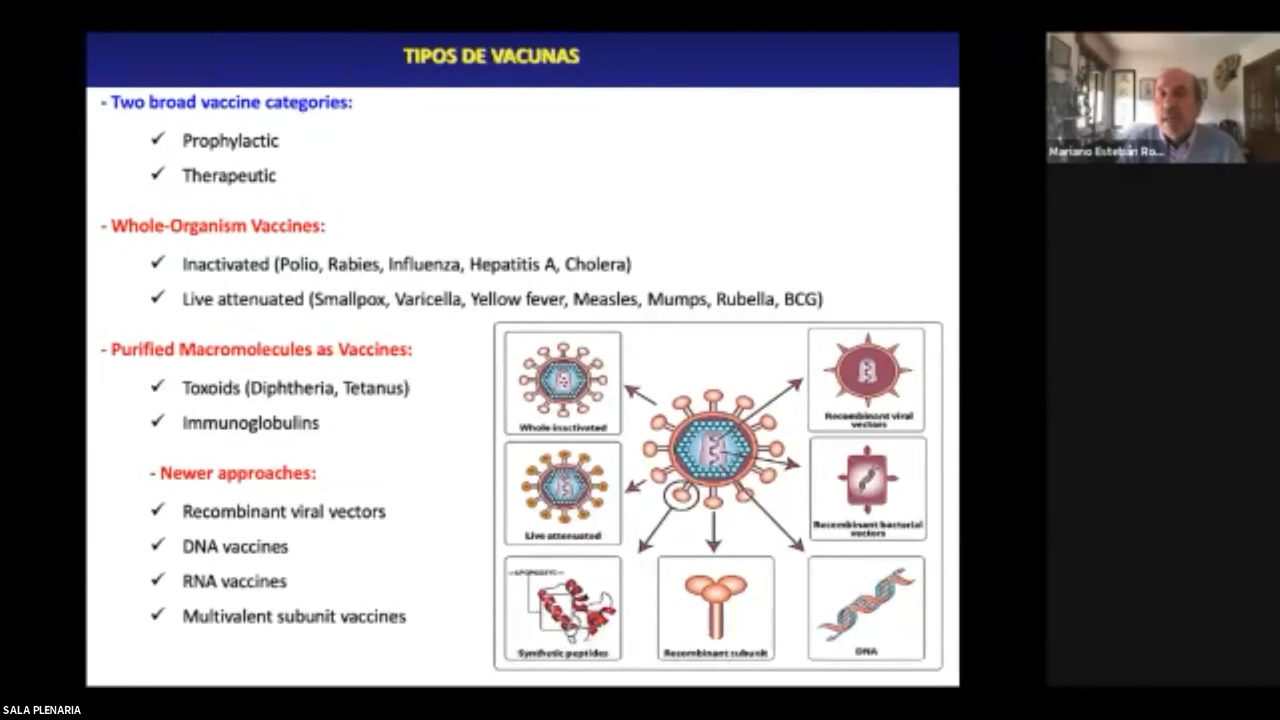 TIPOS DE VACUNAS
- Two broad vaccine categories:
✓ Prophylactic
✓ Therapeutic
- Whole-Organism Vaccines:
✓ Inactivated (Polio, Rabies, Influenza, Hepatitis A, Cholera)
✓ Live attenuated (Smallpox, Varicella, Yellow fever, Measles, Mumps, Rubella, BCG)
- Purified Macromolecules as Vaccines:
✓ Toxoids (Diphtheria, Tetanus)
✓ Immunoglobulins
- Newer approaches:
✓ Recombinant viral vectors
✓ DNA vaccines
✓ RNA vaccines
✓ Multivalent subunit vaccines
Whole-inactivated
Recombinant viral
vectors
Live attenuated
Recombinant bacterial
vectors
Synthetic peptides
Recombinant subunit
DNA
Mariano Esteban Ro...
SALA PLENARIA